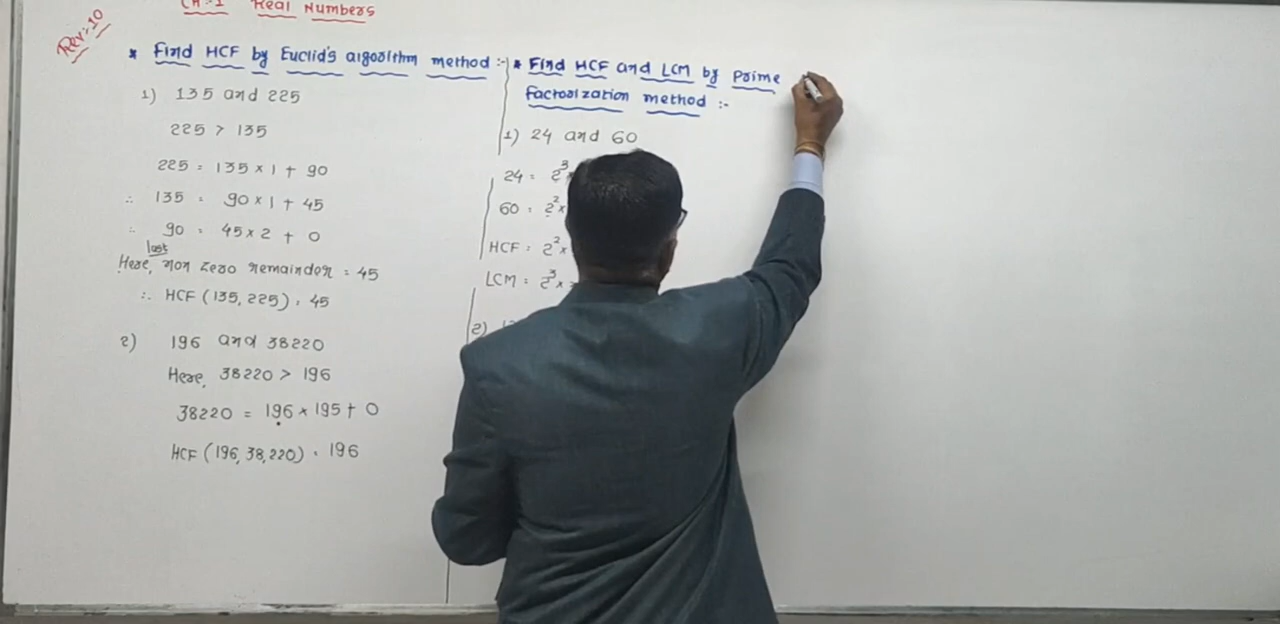 Rev:-10
CH:-1 Real Numbers
* Find HCF by Euclid's algorithm method :-
1) 135 and 225
225 > 135
225 = 135 × 1 + 90
∴ 135 = 90 × 1 + 45
∴ 90 = 45 × 2 + 0
Here, last non zero remainder = 45
∴ HCF (135, 225) = 45
2) 196 and 38220
Here, 38220 > 196
38220 = 196 × 195 + 0
HCF (196, 38,220) = 196
* Find HCF and LCM by Prime
factorization method :-
1) 24 and 60
24 = 2³ ×
60 = 2² ×
HCF = 2² ×
LCM = 2³ ×
2)